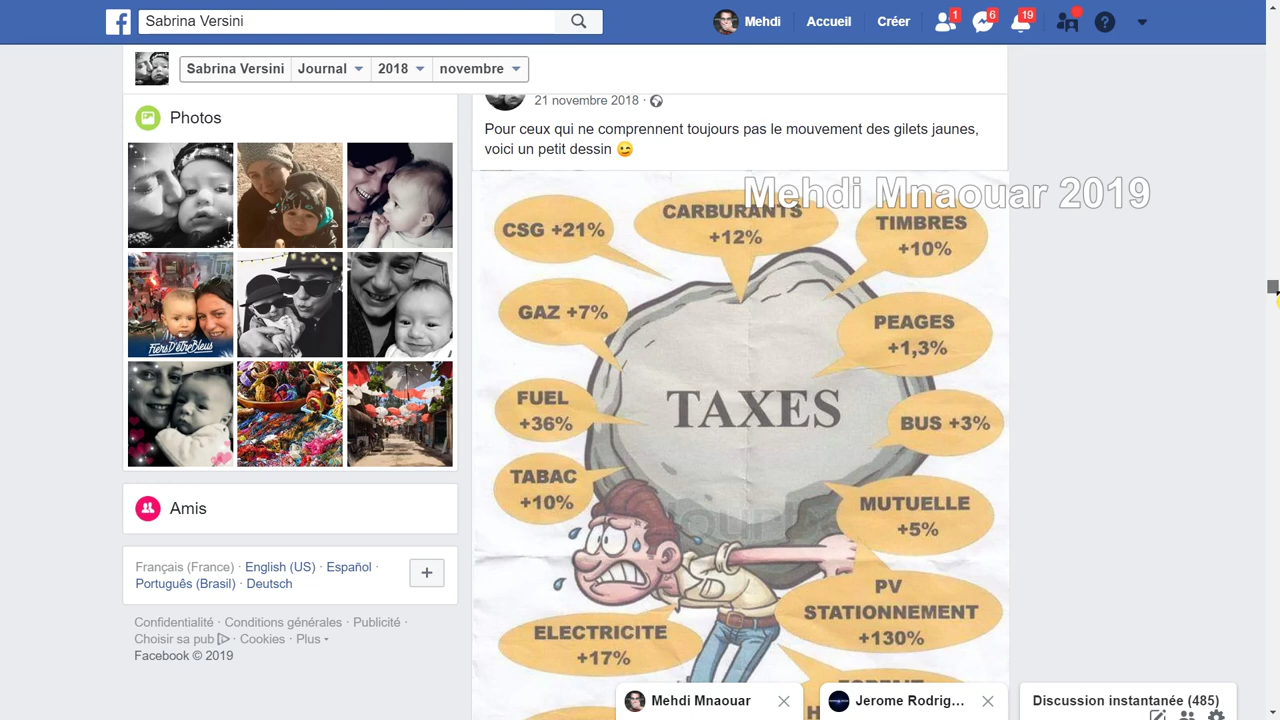 Sabrina Versini
Mehdi
Accueil
Créer
1
6
19
Sabrina Versini
Journal
2018
novembre
Photos
FiersD'êtreBleus
Amis
Français (France) · English (US) · Español ·
Português (Brasil) · Deutsch
Confidentialité · Conditions générales · Publicité ·
Choisir sa pub · Cookies · Plus
Facebook © 2019
21 novembre 2018 ·
Pour ceux qui ne comprennent toujours pas le mouvement des gilets jaunes,
voici un petit dessin 😉
Mehdi Mnaouar 2019
CSG +21%
CARBURANTS
+12%
TIMBRES
+10%
GAZ +7%
PEAGES
+1,3%
TAXES
FUEL
+36%
BUS +3%
TABAC
+10%
MUTUELLE
+5%
PV
STATIONNEMENT
+130%
ELECTRICITE
+17%
Mehdi Mnaouar
Jerome Rodrig...
Discussion instantanée (485)